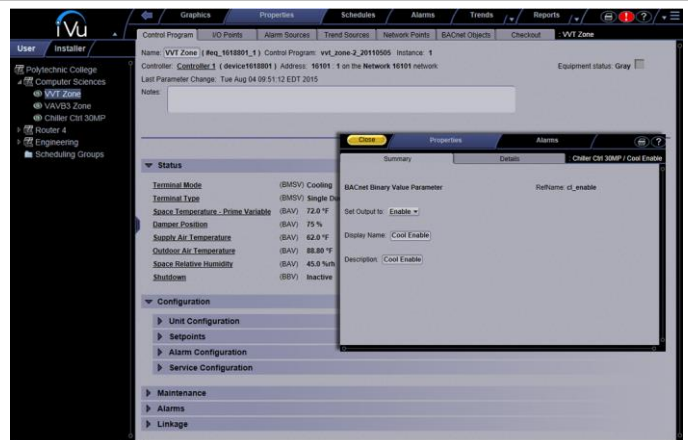 iVu
Graphics Properties Schedules Alarms Trends Reports
User Installer
Control Program I/O Points Alarm Sources Trend Sources Network Points BACnet Objects Checkout : VVT Zone
Name: VVT Zone ( #eq_1618801_1 ) Control Program: vvt_zone-2_20110505 Instance: 1
Controller: Controller 1 ( device1618801 ) Address: 16101 : 1 on the Network 16101 network
Equipment status: Gray
Last Parameter Change: Tue Aug 04 09:51:12 EDT 2015
Notes:
Polytechnic College
Computer Sciences
VVT Zone
VAVB3 Zone
Chiller Ctrl 30MP
Router 4
Engineering
Scheduling Groups
Status
Terminal Mode (BMSV) Cooling
Terminal Type (BMSV) Single Du
Space Temperature - Prime Variable (BAV) 72.0 °F
Damper Position (BAV) 75 %
Supply Air Temperature (BAV) 62.0 °F
Outdoor Air Temperature (BAV) 88.80 °F
Space Relative Humidity (BAV) 45.0 %rh
Shutdown (BBV) Inactive
Configuration
Unit Configuration
Setpoints
Alarm Configuration
Service Configuration
Maintenance
Alarms
Linkage
Close Properties Alarms
Summary Details : Chiller Ctrl 30MP / Cool Enable
BACnet Binary Value Parameter RefName: cl_enable
Set Output to: Enable
Display Name: Cool Enable
Description: Cool Enable